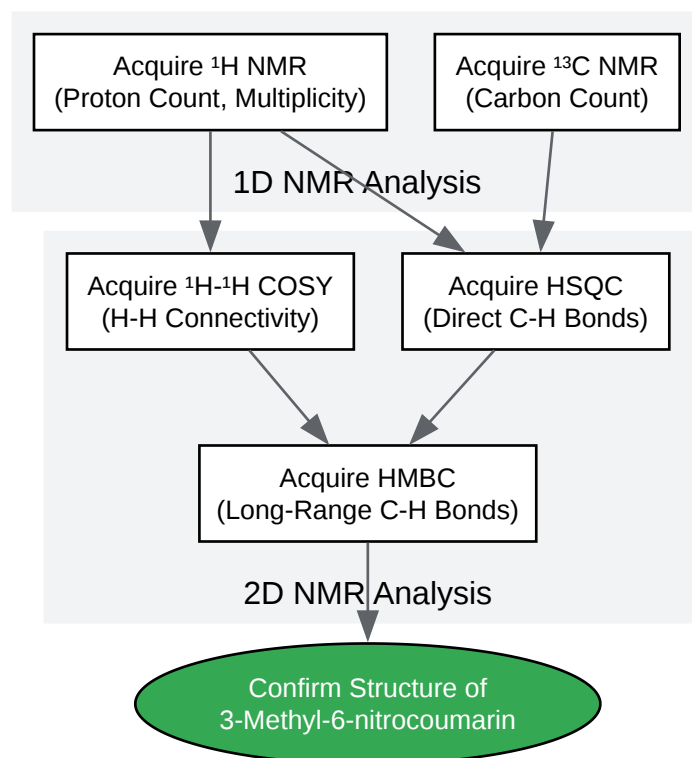 Acquire ¹H NMR
(Proton Count, Multiplicity)
Acquire ¹³C NMR
(Carbon Count)
1D NMR Analysis
Acquire ¹H-¹H COSY
(H-H Connectivity)
Acquire HSQC
(Direct C-H Bonds)
Acquire HMBC
(Long-Range C-H Bonds)
2D NMR Analysis
Confirm Structure of
3-Methyl-6-nitrocoumarin